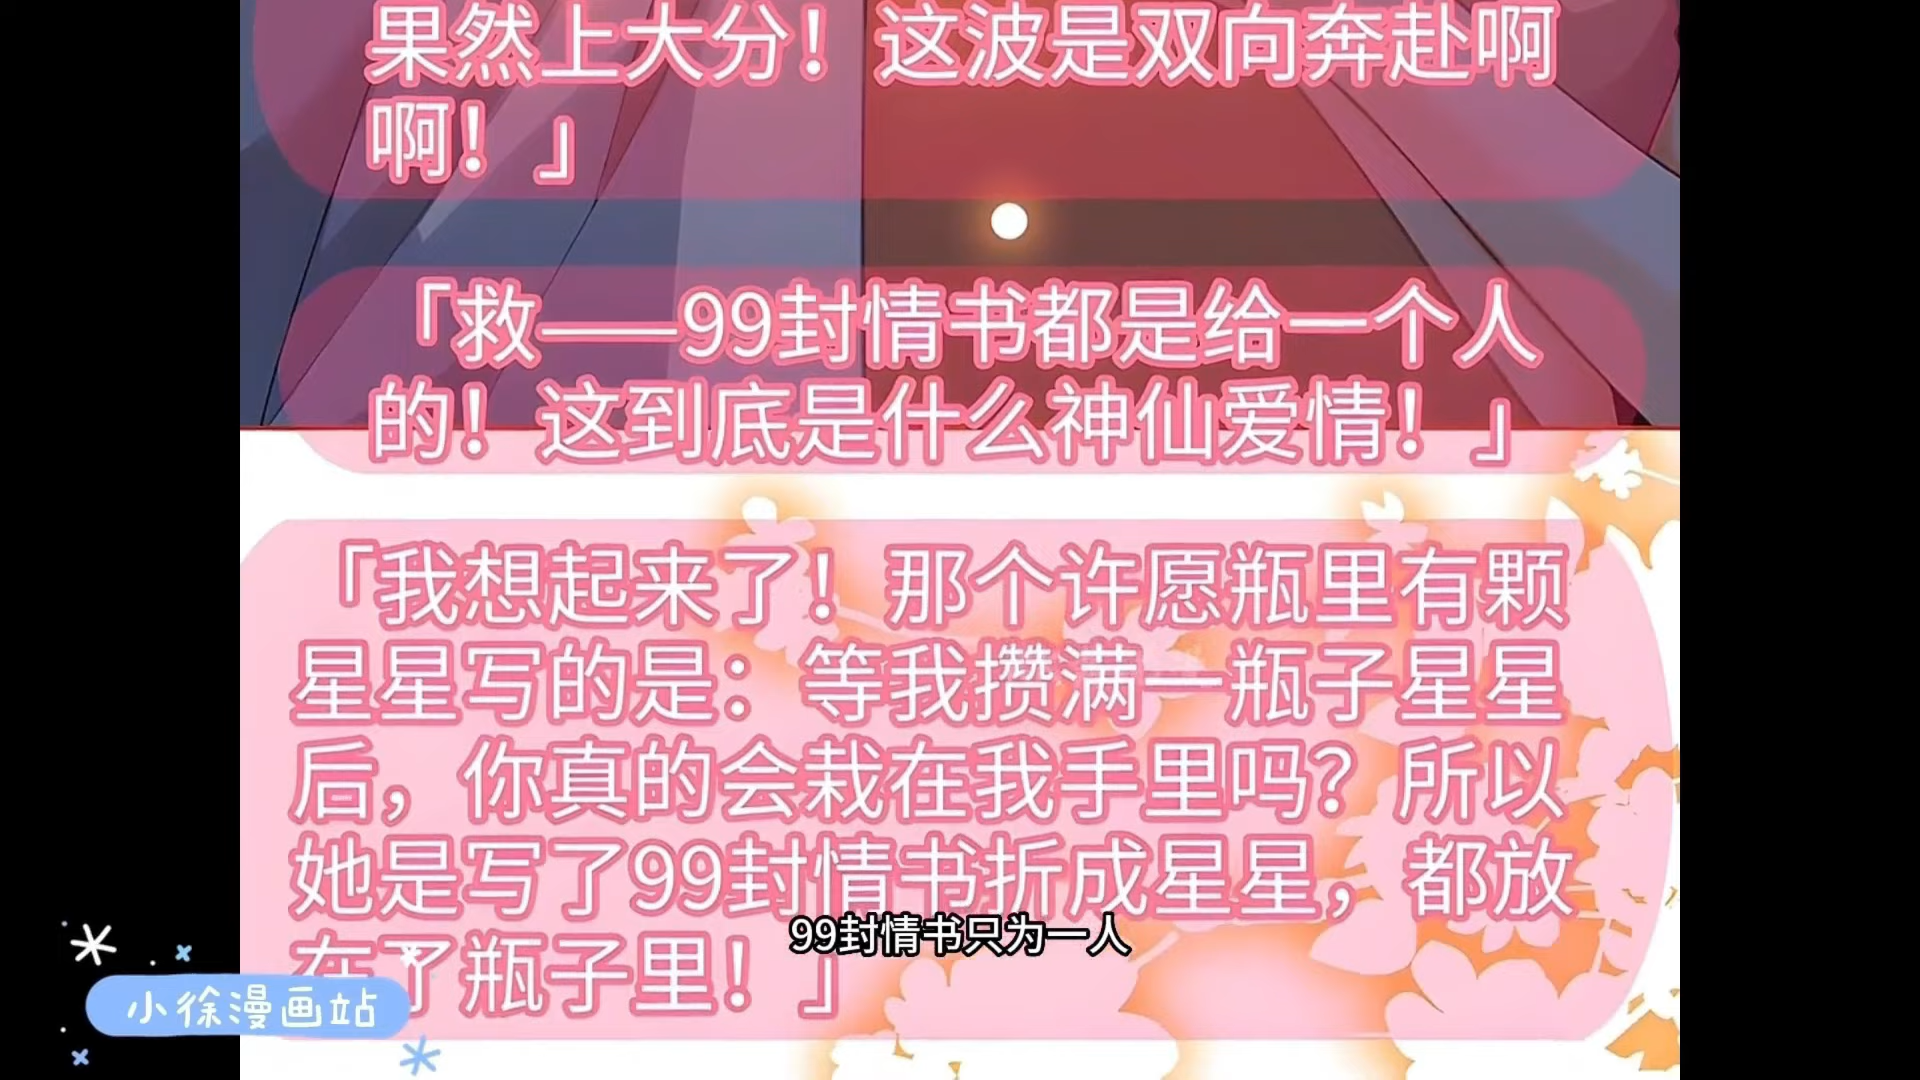 果然上大分！这波是双向奔赴啊
啊！」
「救——99封情书都是给一个人
的！这到底是什么神仙爱情！」
「我想起来了！那个许愿瓶里有颗
星星写的是：等我攒满一瓶子星星
后，你真的会栽在我手里吗？所以
她是写了99封情书折成星星，都放
在了瓶子里！」
99封情书只为一人
小徐漫画站